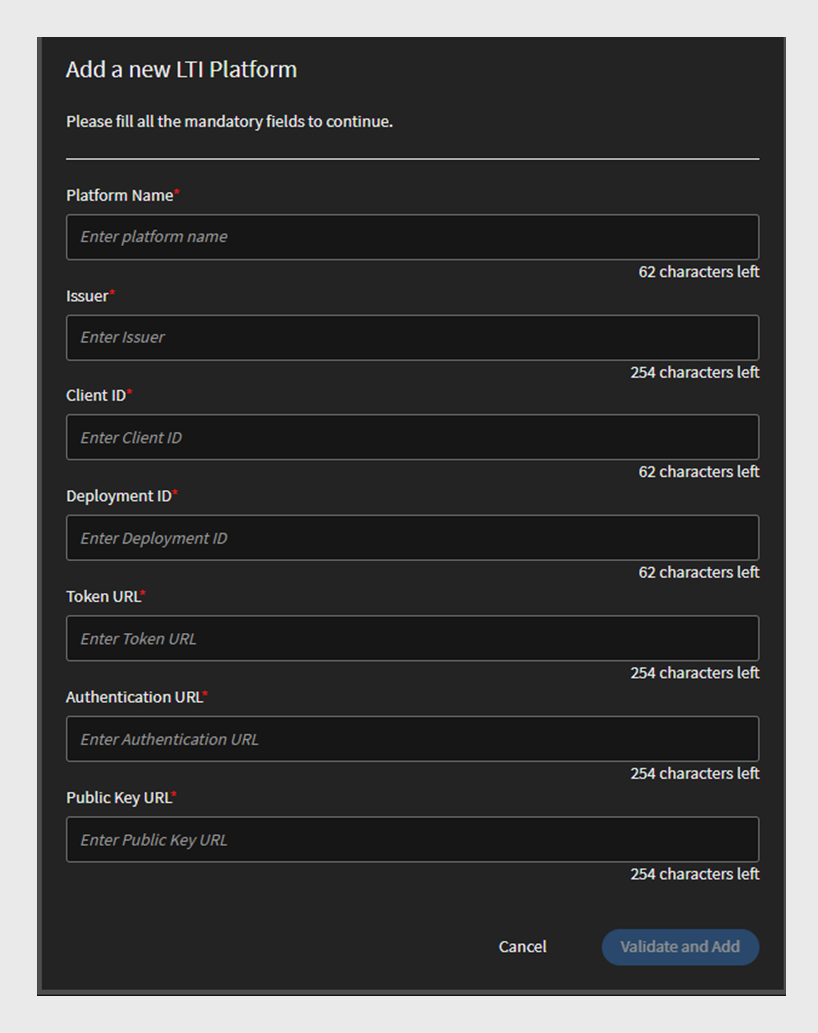 Add a new LTI Platform
Please fill all the mandatory fields to continue.
Platform Name*
Enter platform name
62 characters left
Issuer*
Enter Issuer
254 characters left
Client ID*
Enter Client ID
62 characters left
Deployment ID*
Enter Deployment ID
62 characters left
Token URL*
Enter Token URL
254 characters left
Authentication URL*
Enter Authentication URL
254 characters left
Public Key URL*
Enter Public Key URL
254 characters left
Cancel
Validate and Add